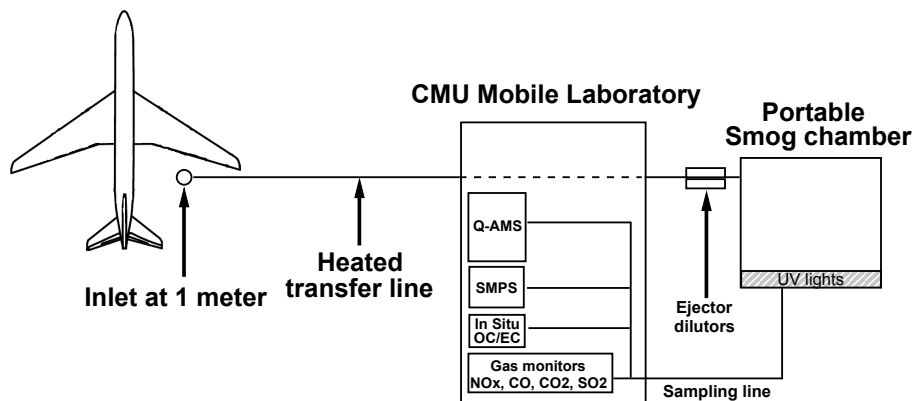 CMU Mobile Laboratory
Portable
Smog chamber
Q-AMS
SMPS
In Situ
OC/EC
Gas monitors
NOx, CO, CO2, SO2
Inlet at 1 meter
Heated
transfer line
Ejector
dilutors
UV lights
Sampling line